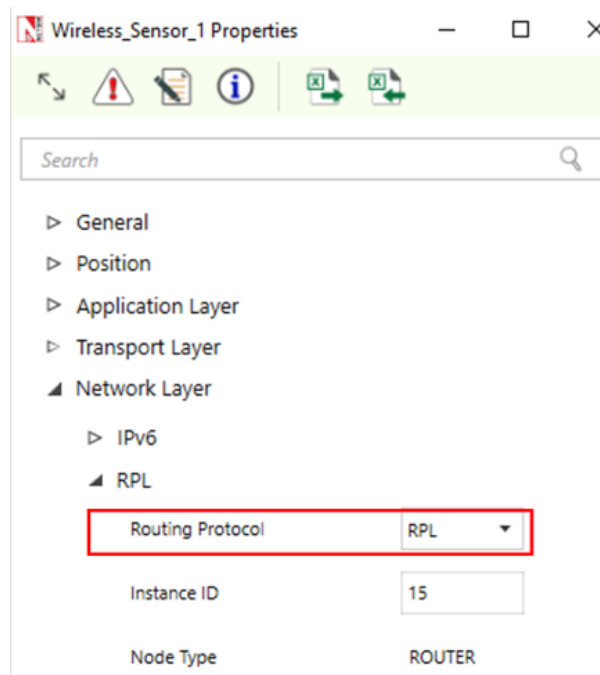 Wireless_Sensor_1 Properties
Search
General
Position
Application Layer
Transport Layer
Network Layer
IPv6
RPL
Routing Protocol RPL
Instance ID 15
Node Type ROUTER